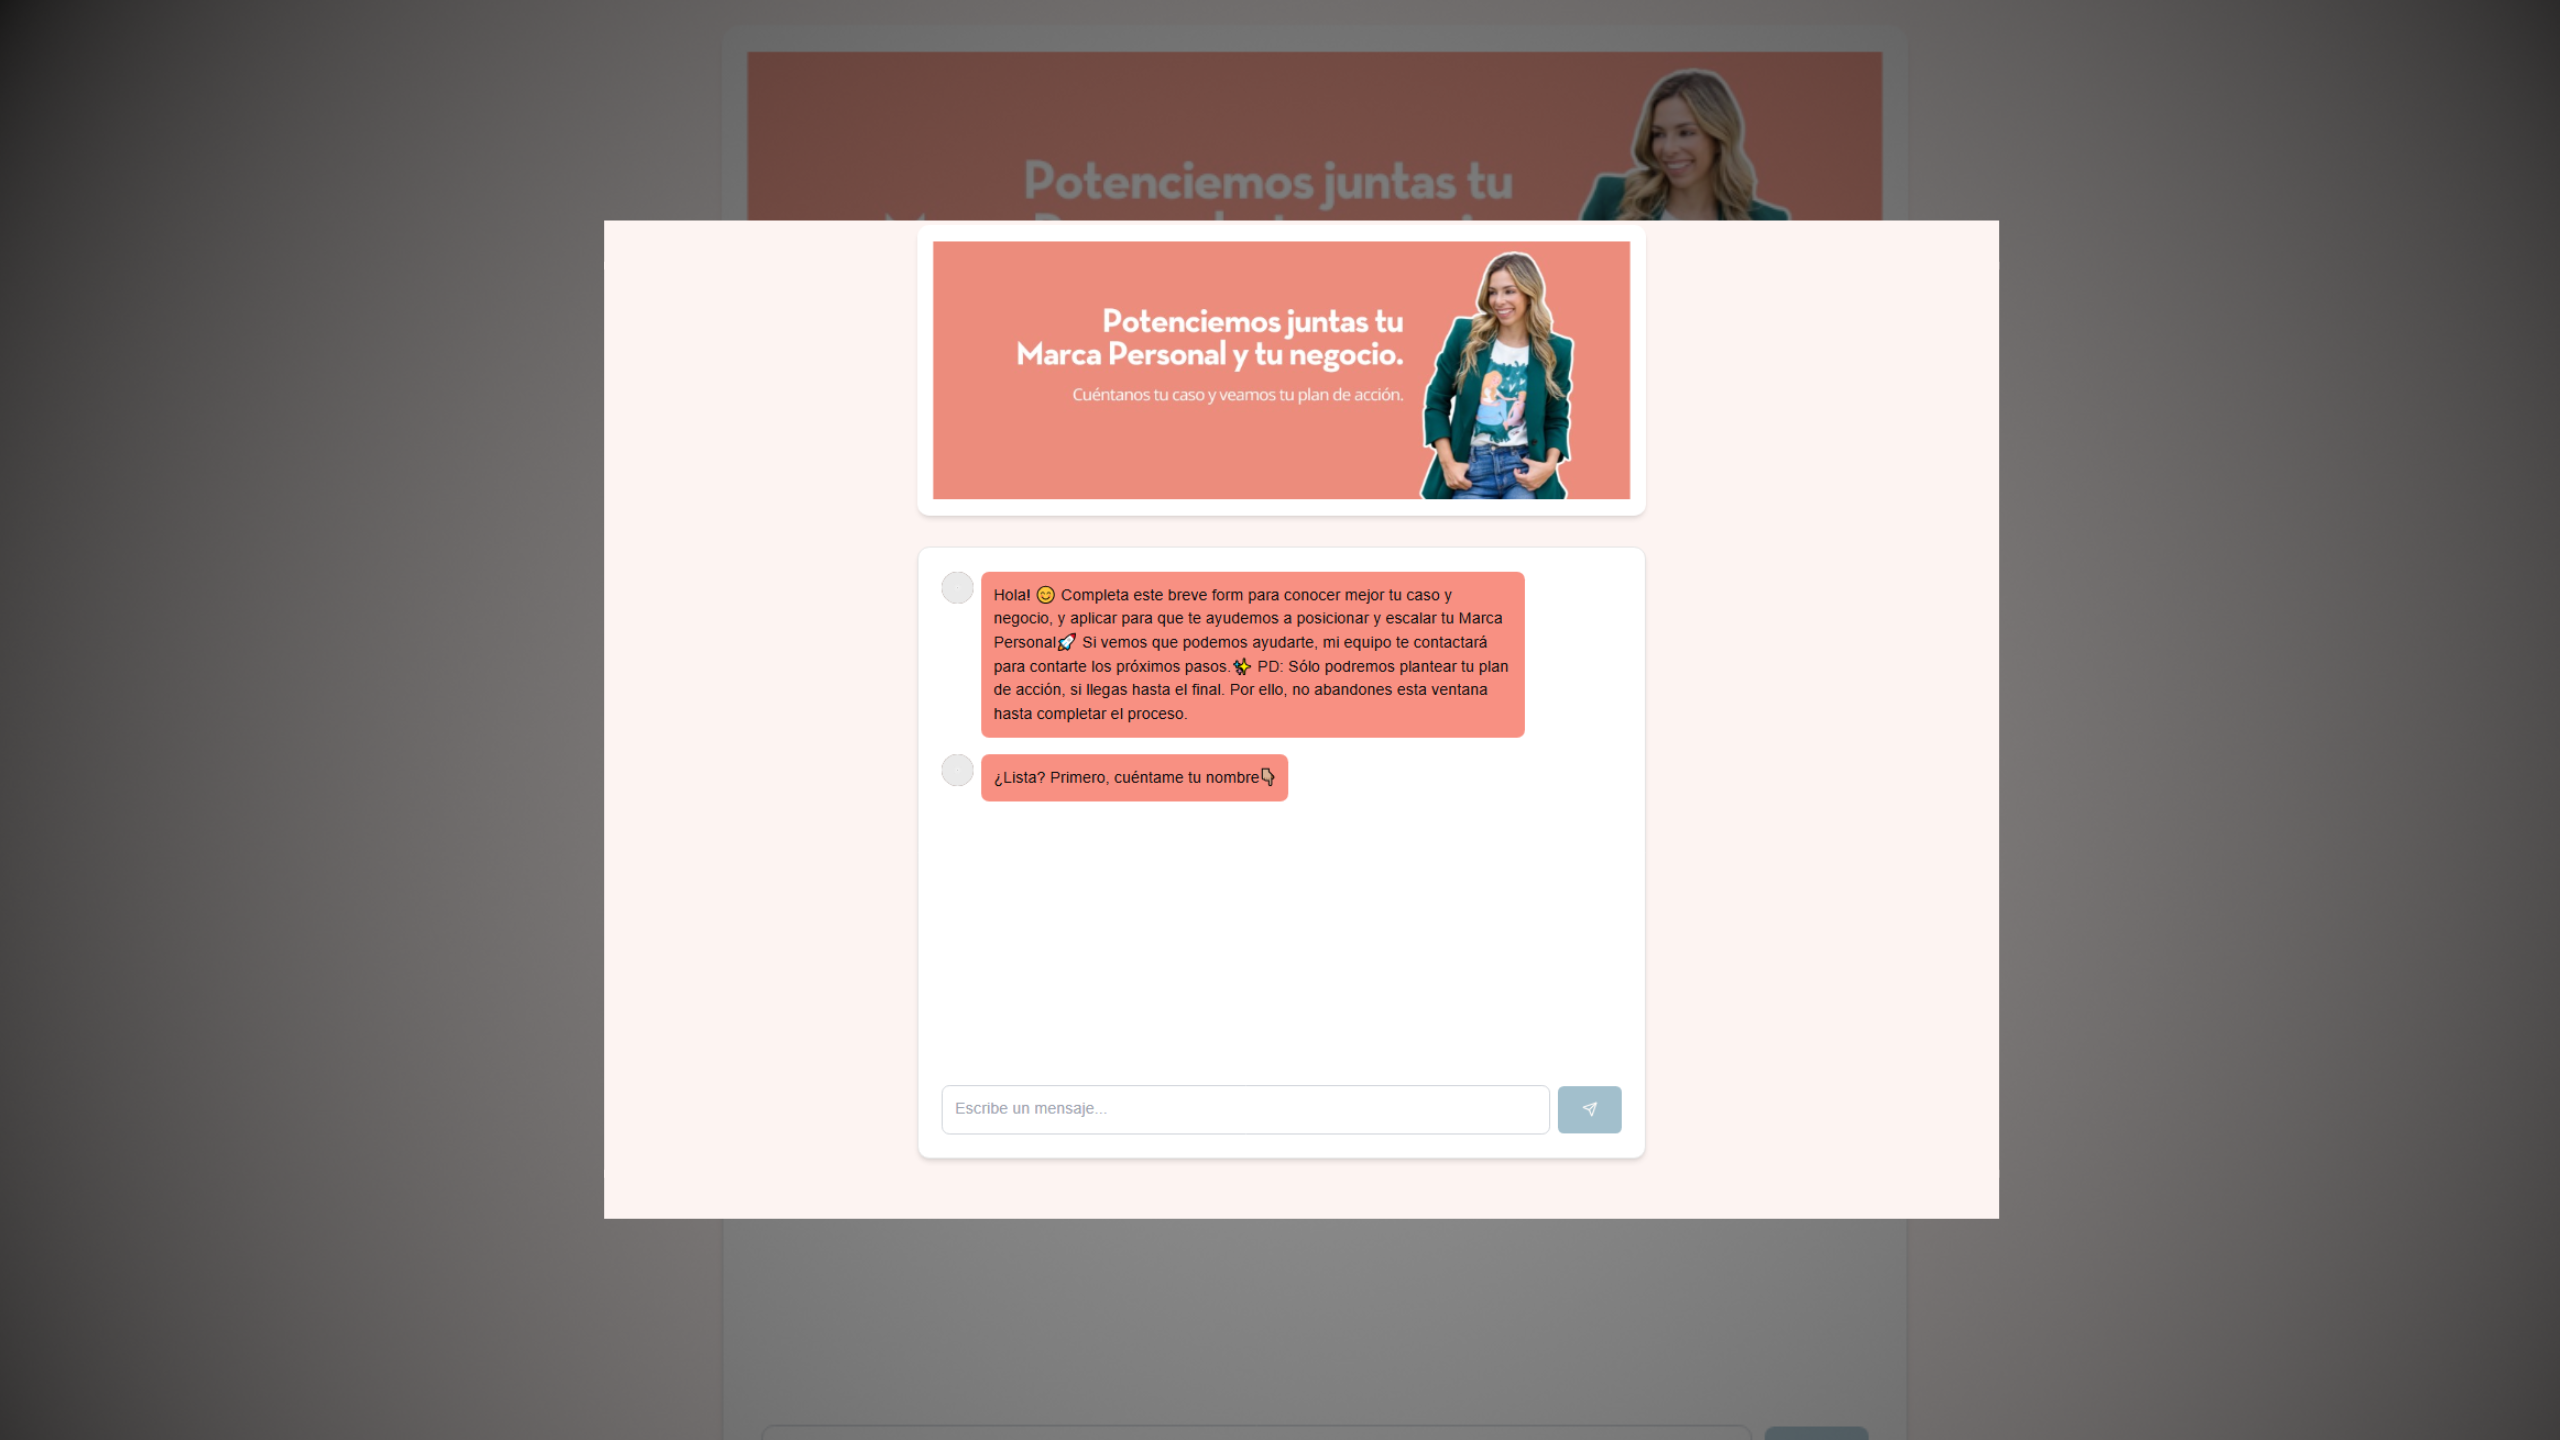 Potenciemos juntas tu
Potenciemos juntas tu
Marca Personal y tu negocio.
Cuéntanos tu caso y veamos tu plan de acción.
Hola! 😊 Completa este breve form para conocer mejor tu caso y
negocio, y aplicar para que te ayudemos a posicionar y escalar tu Marca
Personal🚀 Si vemos que podemos ayudarte, mi equipo te contactará
para contarte los próximos pasos.✨ PD: Sólo podremos plantear tu plan
de acción, si llegas hasta el final. Por ello, no abandones esta ventana
hasta completar el proceso.
¿Lista? Primero, cuéntame tu nombre👇🏽
Escribe un mensaje...